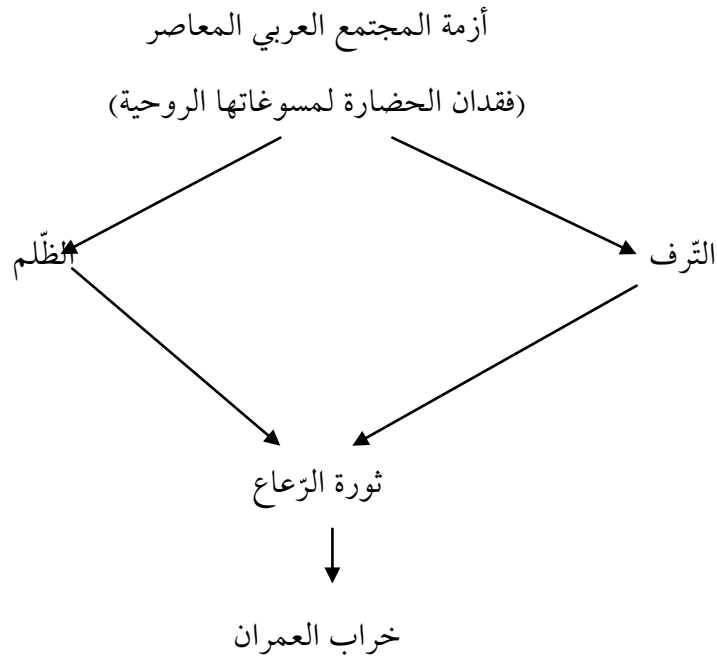 أزمة المجتمع العربي المعاصر
(فقدان الحضارة لمسوغاتها الروحية)
التّرف
الظّلم
ثورة الرّعاع
خراب العمران